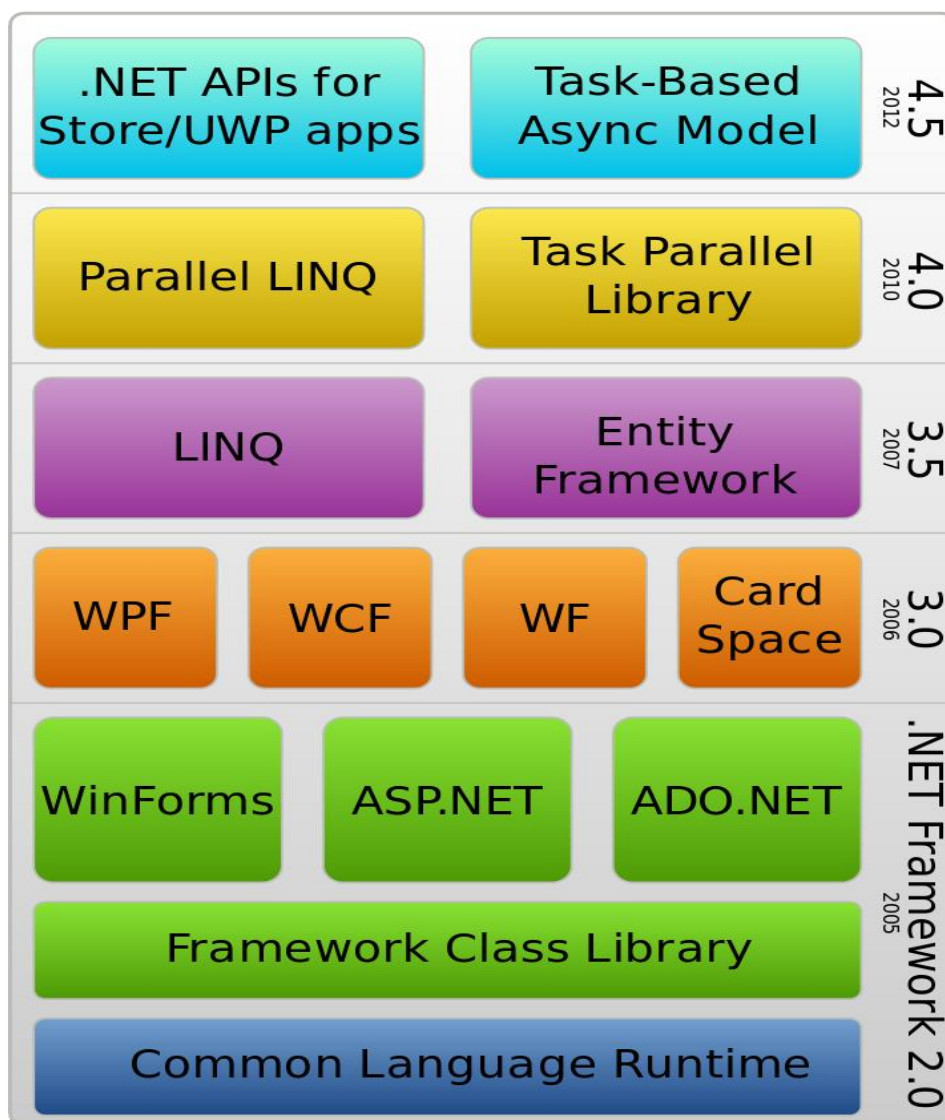 .NET APIs for
Store/UWP apps
Task-Based
Async Model
4.5
2012
Parallel LINQ
Task Parallel
Library
4.0
2010
LINQ
Entity
Framework
3.5
2007
WPF
WCF
WF
Card
Space
3.0
2006
WinForms
ASP.NET
ADO.NET
Framework Class Library
Common Language Runtime
.NET Framework 2.0
2005